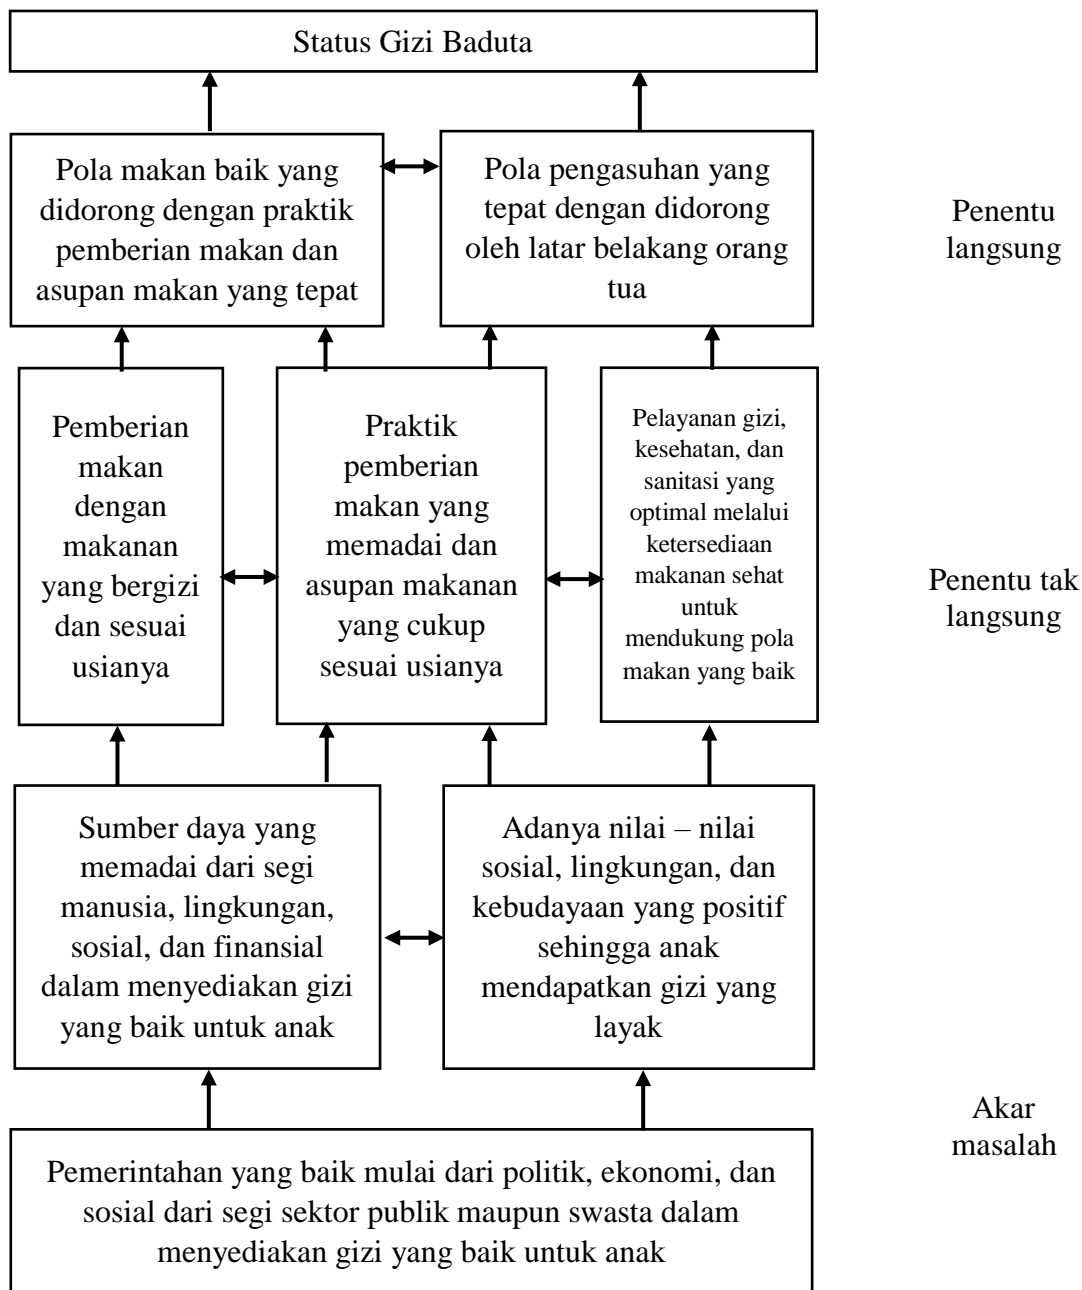 Status Gizi Baduta
Pola makan baik yang
didorong dengan praktik
pemberian makan dan
asupan makan yang tepat
Pola pengasuhan yang
tepat dengan didorong
oleh latar belakang orang
tua
Penentu
langsung
Pemberian
makan
dengan
makanan
yang bergizi
dan sesuai
usianya
Praktik
pemberian
makan yang
memadai dan
asupan makanan
yang cukup
sesuai usianya
Pelayanan gizi,
kesehatan, dan
sanitasi yang
optimal melalui
ketersediaan
makanan sehat
untuk
mendukung pola
makan yang baik
Penentu tak
langsung
Sumber daya yang
memadai dari segi
manusia, lingkungan,
sosial, dan finansial
dalam menyediakan gizi
yang baik untuk anak
Adanya nilai – nilai
sosial, lingkungan, dan
kebudayaan yang positif
sehingga anak
mendapatkan gizi yang
layak
Akar
masalah
Pemerintahan yang baik mulai dari politik, ekonomi, dan
sosial dari segi sektor publik maupun swasta dalam
menyediakan gizi yang baik untuk anak